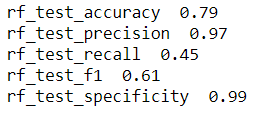 rf_test_accuracy  0.79
rf_test_precision  0.97
rf_test_recall  0.45
rf_test_f1  0.61
rf_test_specificity  0.99